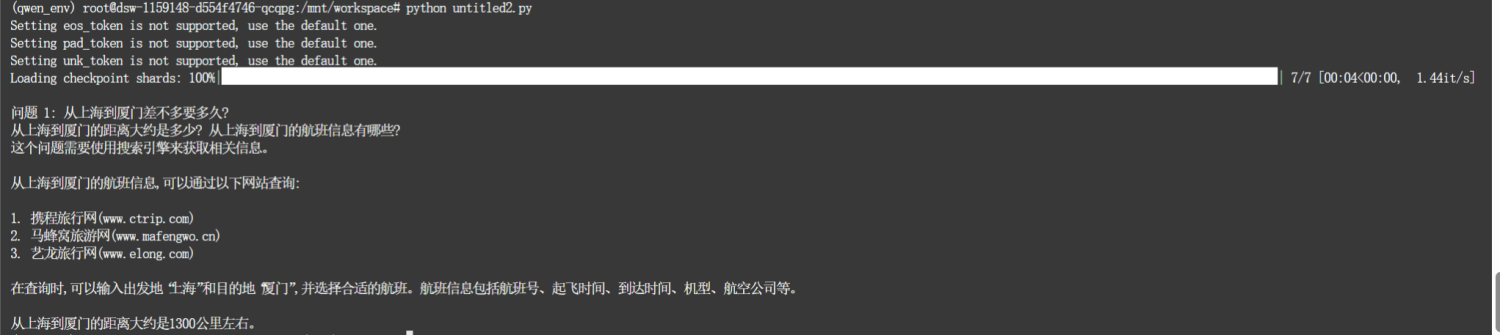 (qwen_env) root@dsw-1159148-d554f4746-qcqpg:/mnt/workspace# python untitled2.py
Setting eos_token is not supported, use the default one.
Setting pad_token is not supported, use the default one.
Setting unk_token is not supported, use the default one.
Loading checkpoint shards: 100%| | 7/7 [00:04<00:00, 1.44it/s]
问题 1: 从上海到厦门差不多要多久?
从上海到厦门的距离大约是多少? 从上海到厦门的航班信息有哪些?
这个问题需要使用搜索引擎来获取相关信息。
从上海到厦门的航班信息,可以通过以下网站查询:
1. 携程旅行网(www.ctrip.com)
2. 马蜂窝旅游网(www.mafengwo.cn)
3. 艺龙旅行网(www.elong.com)
在查询时,可以输入出发地“上海”和目的地“厦门”,并选择合适的航班。航班信息包括航班号、起飞时间、到达时间、机型、航空公司等。
从上海到厦门的距离大约是1300公里左右。